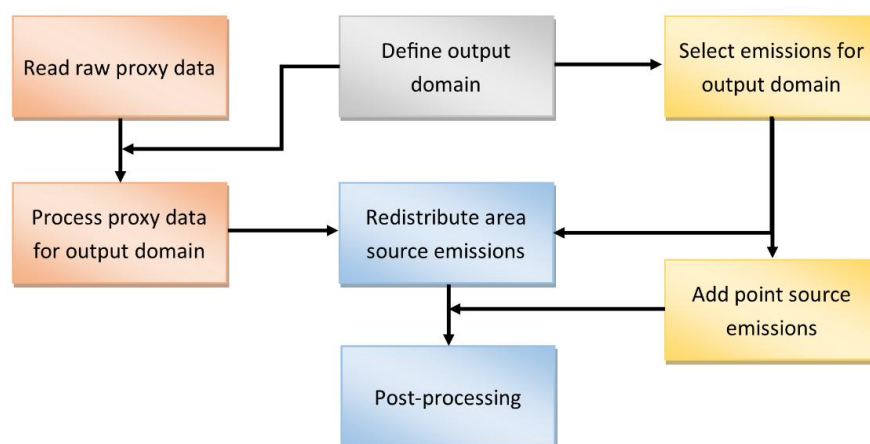 Read raw proxy data
Define output
domain
Select emissions for
output domain
Process proxy data
for output domain
Redistribute area
source emissions
Add point source
emissions
Post-processing